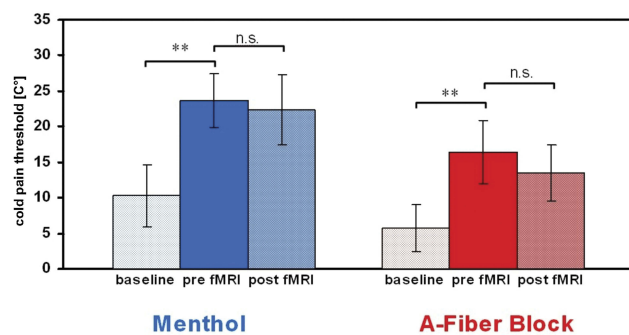 35
30
25
20
15
10
5
0
cold pain threshold [C°]
**
n.s.
**
n.s.
baseline pre fMRI post fMRI
baseline pre fMRI post fMRI
Menthol
A-Fiber Block